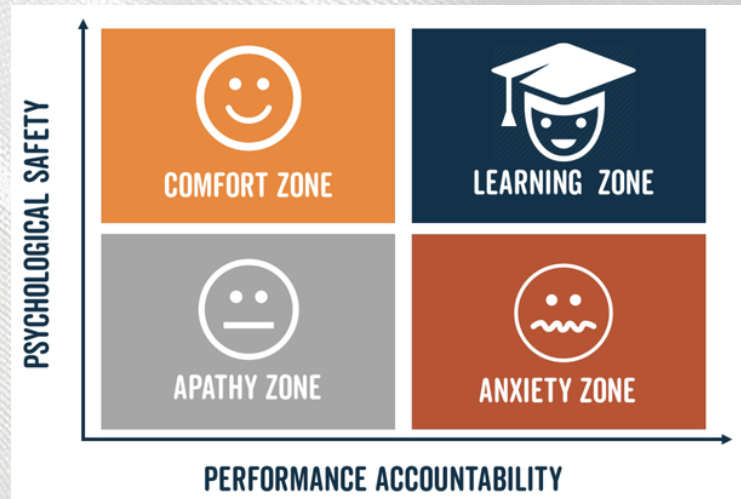 PSYCHOLOGICAL SAFETY
COMFORT ZONE
LEARNING ZONE
APATHY ZONE
ANXIETY ZONE
PERFORMANCE ACCOUNTABILITY